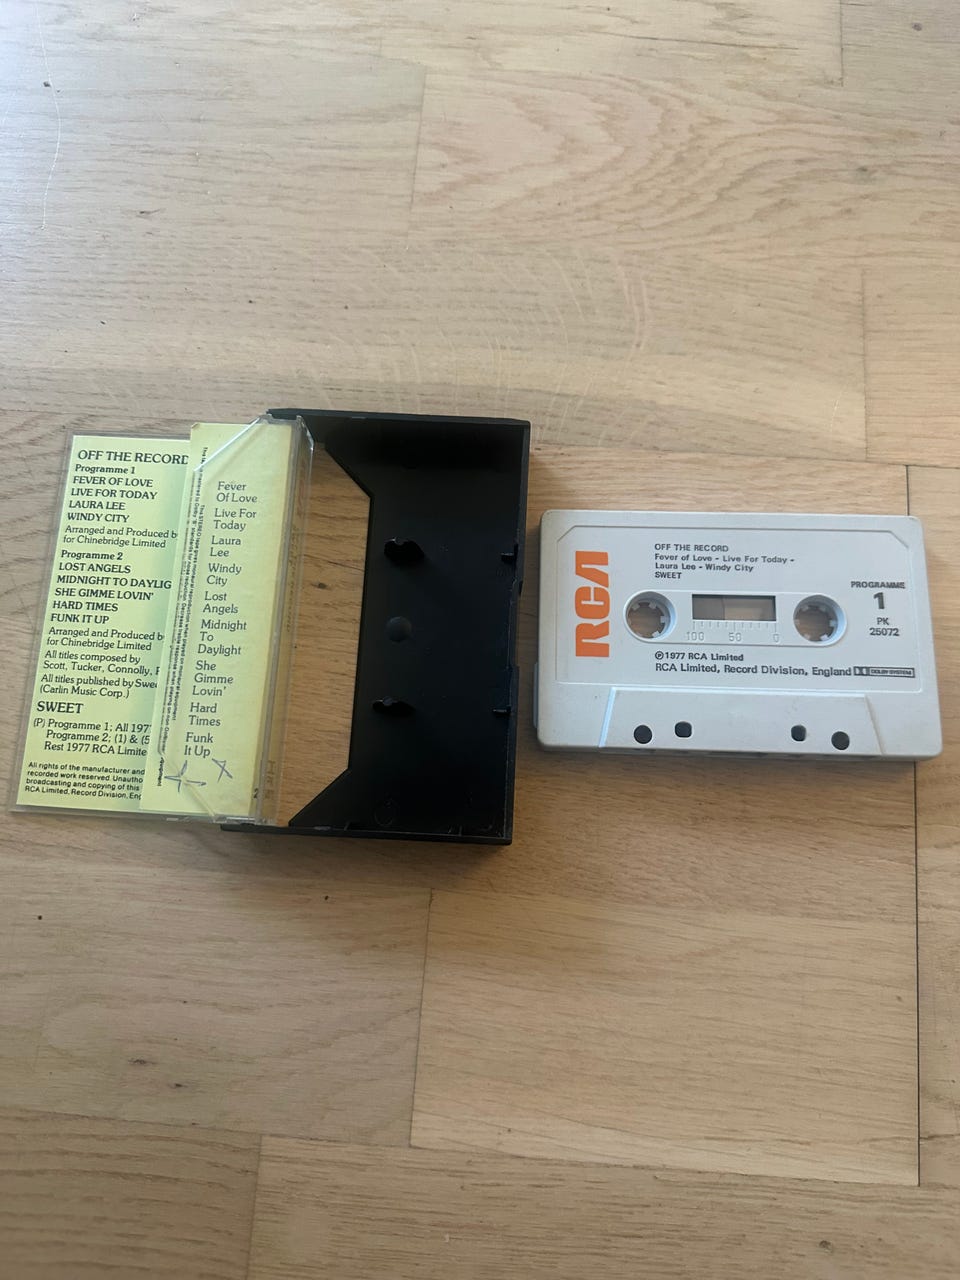 OFF THE RECORD
Programme 1
FEVER OF LOVE
LIVE FOR TODAY
LAURA LEE
WINDY CITY
Arranged and Produced by
for Chinebridge Limited
Programme 2
LOST ANGELS
MIDNIGHT TO DAYLIG
SHE GIMME LOVIN'
HARD TIMES
FUNK IT UP
Arranged and Produced b
for Chinebridge Limited
All titles composed by
Scott, Tucker, Connolly,
All titles published by Swee
(Carlin Music Corp.)
SWEET
(P) Programme 1; All 197
Programme 2; (1) & (5
Rest 1977 RCA Limite
All rights of the manufacturer and
recorded work reserved. Unautho
broadcasting and copying of this
RCA Limited, Record Division, Eng
Fever
Of Love
Live For
Today
Laura
Lee
Windy
City
Lost
Angels
Midnight
To
Daylight
She
Gimme
Lovin'
Hard
Times
Funk
It Up
RCA
OFF THE RECORD
Fever of Love - Live For Today -
Laura Lee - Windy City
SWEET
PROGRAMME
1
PK
25072
100 50 0
℗1977 RCA Limited
RCA Limited, Record Division, England DOLBY SYSTEM